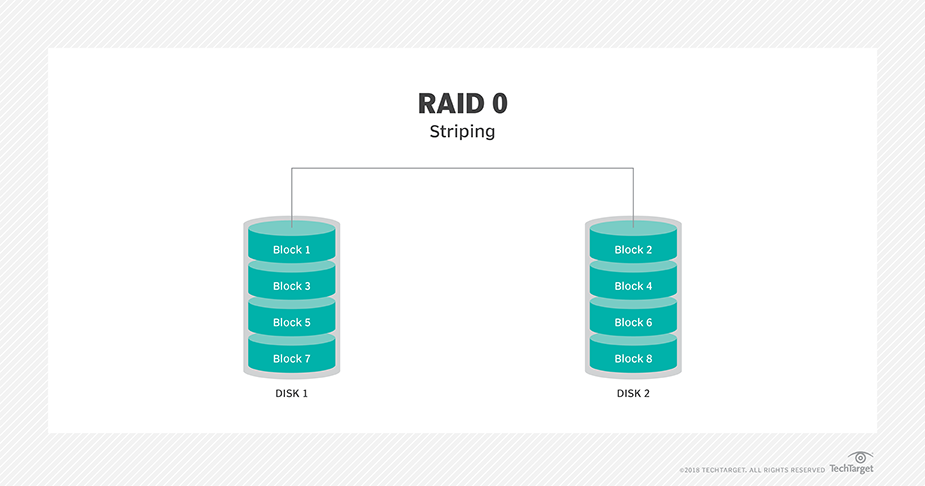 RAID 0
Striping
Block 1
Block 3
Block 5
Block 7
DISK 1
Block 2
Block 4
Block 6
Block 8
DISK 2
©2018 TECHTARGET. ALL RIGHTS RESERVED TechTarget